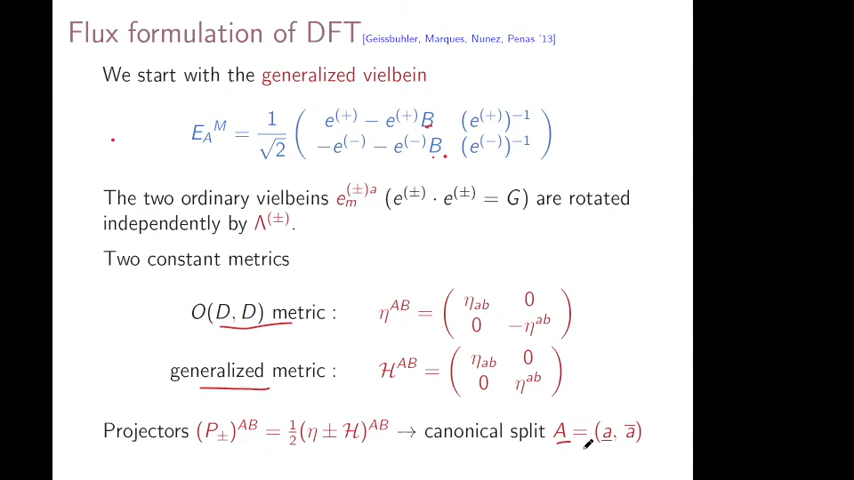 Flux formulation of DFT[Geissbuhler, Marques, Nunez, Penas '13]
We start with the generalized vielbein
E_A^M = 1/√2 ( e^(+) − e^(+)B (e^(+))^−1
−e^(−) − e^(−)B (e^(−))^−1 )
The two ordinary vielbeins e_m^(±)a (e^(±) · e^(±) = G) are rotated
independently by Λ^(±).
Two constant metrics
O(D, D) metric : η^AB = ( η_ab 0
0 −η^ab )
generalized metric : ℋ^AB = ( η_ab 0
0 η^ab )
Projectors (P_±)^AB = ½(η ± ℋ)^AB → canonical split A = (a̲, a̅)